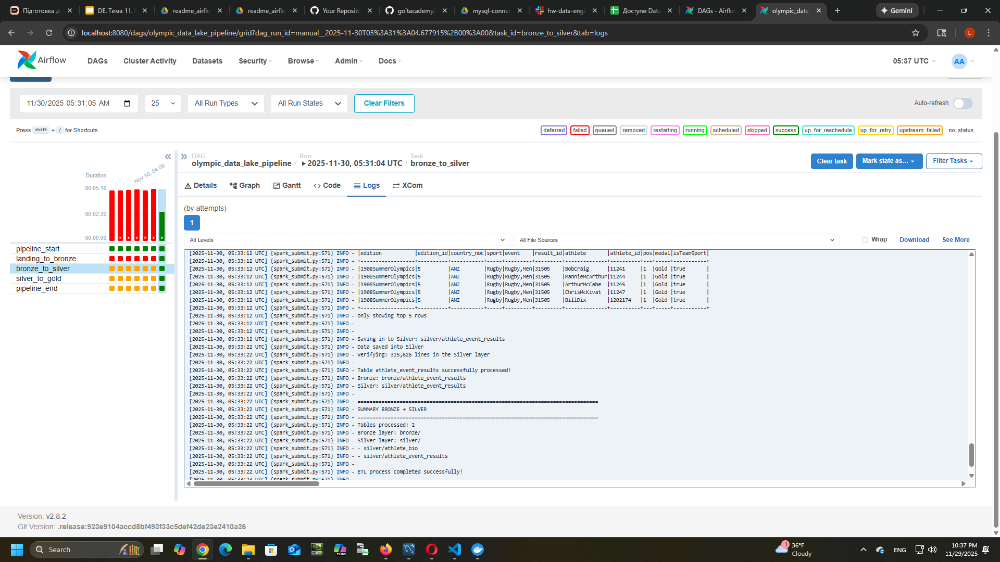 Підготовка до
DE. Тема 11.
readme_airflo
readme_airflo
Your Reposito
goitacademy/
mysql-connec
hw-data-engi
Доступи Data
DAGs - Airflo
olympic_data
Gemini
localhost:8080/dags/olympic_data_lake_pipeline/grid?dag_run_id=manual__2025-11-30T05%3A31%3A04.677915%2B00%3A00&task_id=bronze_to_silver&tab=logs
L
Airflow
DAGs
Cluster Activity
Datasets
Security
Browse
Admin
Docs
05:37 UTC
AA
11/30/2025 05:31:05 AM
25
All Run Types
All Run States
Clear Filters
Auto-refresh
Press shift + / for Shortcuts
deferred
failed
queued
removed
restarting
running
scheduled
skipped
success
up_for_reschedule
up_for_retry
upstream_failed
no_status
Duration
Nov 30, 04:08
00:05:18
00:02:39
00:00:00
pipeline_start
landing_to_bronze
bronze_to_silver
silver_to_gold
pipeline_end
DAG
olympic_data_lake_pipeline
/
Run
2025-11-30, 05:31:04 UTC
/
Task
bronze_to_silver
Clear task
Mark state as...
Filter Tasks
Details
Graph
Gantt
Code
Logs
XCom
(by attempts)
1
All Levels
All File Sources
Wrap
Download
See More
[2025-11-30, 05:33:12 UTC] {spark_submit.py:571} INFO - |edition           |edition_id|country_noc|sport|event    |result_id|athlete       |athlete_id|pos|medal|isTeamSport|
[2025-11-30, 05:33:12 UTC] {spark_submit.py:571} INFO - +------------------+----------+-----------+-----+---------+---------+--------------+----------+---+-----+-----------+
[2025-11-30, 05:33:12 UTC] {spark_submit.py:571} INFO - |1908SummerOlympics|5         |ANZ        |Rugby|Rugby,Men|31505    |BobCraig      |11241     |1  |Gold |true       |
[2025-11-30, 05:33:12 UTC] {spark_submit.py:571} INFO - |1908SummerOlympics|5         |ANZ        |Rugby|Rugby,Men|31505    |MannieMcArthur|11244     |1  |Gold |true       |
[2025-11-30, 05:33:12 UTC] {spark_submit.py:571} INFO - |1908SummerOlympics|5         |ANZ        |Rugby|Rugby,Men|31505    |ArthurMcCabe  |11245     |1  |Gold |true       |
[2025-11-30, 05:33:12 UTC] {spark_submit.py:571} INFO - |1908SummerOlympics|5         |ANZ        |Rugby|Rugby,Men|31505    |ChrisMcKivat  |11247     |1  |Gold |true       |
[2025-11-30, 05:33:12 UTC] {spark_submit.py:571} INFO - |1908SummerOlympics|5         |ANZ        |Rugby|Rugby,Men|31505    |BillDix       |1202174   |1  |Gold |true       |
[2025-11-30, 05:33:12 UTC] {spark_submit.py:571} INFO - +------------------+----------+-----------+-----+---------+---------+--------------+----------+---+-----+-----------+
[2025-11-30, 05:33:12 UTC] {spark_submit.py:571} INFO - only showing top 5 rows
[2025-11-30, 05:33:12 UTC] {spark_submit.py:571} INFO -
[2025-11-30, 05:33:12 UTC] {spark_submit.py:571} INFO -
[2025-11-30, 05:33:12 UTC] {spark_submit.py:571} INFO - Saving in to Silver: silver/athlete_event_results
[2025-11-30, 05:33:22 UTC] {spark_submit.py:571} INFO - Data saved into Silver
[2025-11-30, 05:33:22 UTC] {spark_submit.py:571} INFO - Verifying: 315,626 lines in the Silver layer
[2025-11-30, 05:33:22 UTC] {spark_submit.py:571} INFO -
[2025-11-30, 05:33:22 UTC] {spark_submit.py:571} INFO - Table athlete_event_results successfully processed!
[2025-11-30, 05:33:22 UTC] {spark_submit.py:571} INFO - Bronze: bronze/athlete_event_results
[2025-11-30, 05:33:22 UTC] {spark_submit.py:571} INFO - Silver: silver/athlete_event_results
[2025-11-30, 05:33:22 UTC] {spark_submit.py:571} INFO -
[2025-11-30, 05:33:22 UTC] {spark_submit.py:571} INFO - ================================================================================
[2025-11-30, 05:33:22 UTC] {spark_submit.py:571} INFO - SUMMARY BRONZE → SILVER
[2025-11-30, 05:33:22 UTC] {spark_submit.py:571} INFO - ================================================================================
[2025-11-30, 05:33:22 UTC] {spark_submit.py:571} INFO - Tables processed: 2
[2025-11-30, 05:33:22 UTC] {spark_submit.py:571} INFO - Bronze layer: bronze/
[2025-11-30, 05:33:22 UTC] {spark_submit.py:571} INFO - Silver layer: silver/
[2025-11-30, 05:33:22 UTC] {spark_submit.py:571} INFO - - silver/athlete_bio
[2025-11-30, 05:33:22 UTC] {spark_submit.py:571} INFO - - silver/athlete_event_results
[2025-11-30, 05:33:22 UTC] {spark_submit.py:571} INFO -
[2025-11-30, 05:33:22 UTC] {spark_submit.py:571} INFO - ETL process completed successfully!
[2025-11-30, 05:33:23 UTC] {spark_submit.py:571} INFO
Version: v2.8.2
Git Version: .release:923e9104accd8bf493f33c5def42de23e2410a26
Search
M365
1
36°F
Cloudy
ENG
10:37 PM
11/29/2025